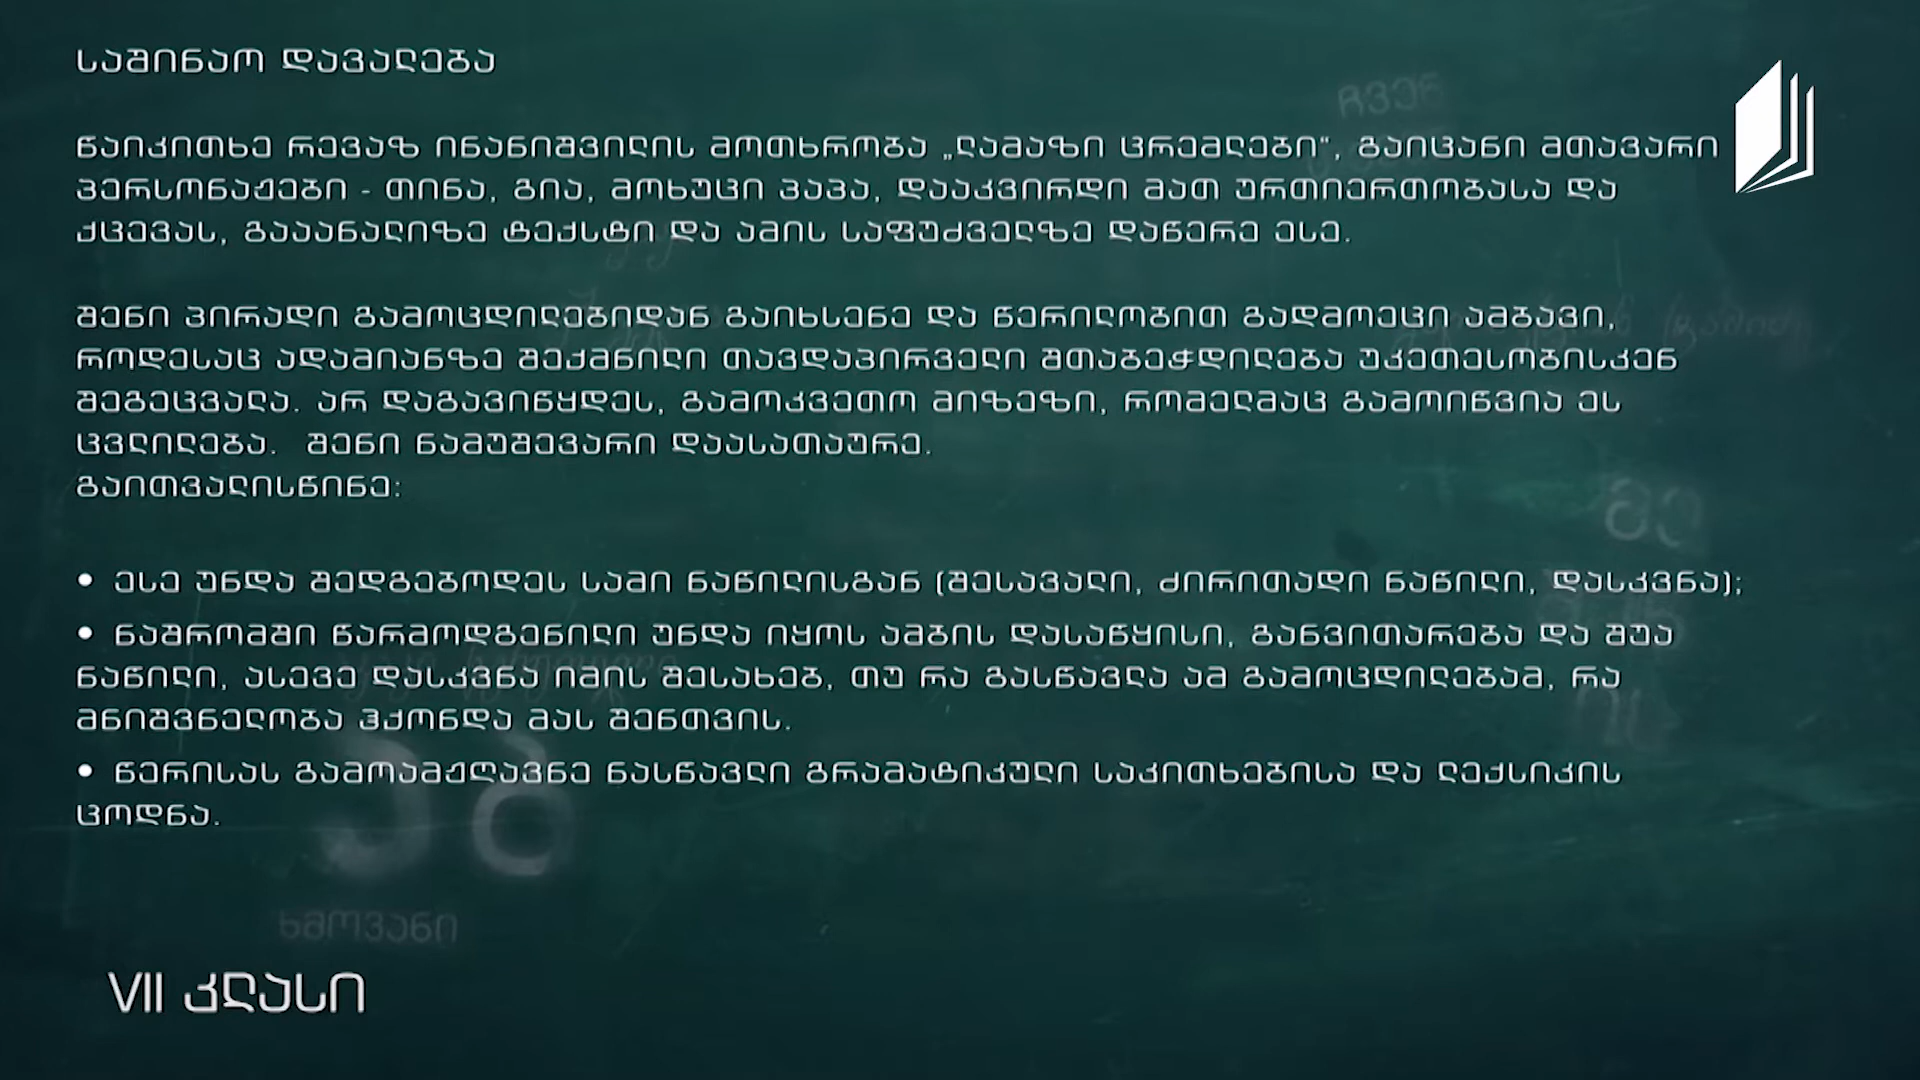 საშინაო დავალება
წაიკითხე რევაზ ინანიშვილის მოთხრობა „ლამაზი ცრემლები“, გაიცანი მთავარი
პერსონაჟები - თინა, გია, მოხუცი პაპა, დააკვირდი მათ ურთიერთობასა და
ქცევას, გააანალიზე ტექსტი და ამის საფუძველზე დაწერე ესე.
შენი პირადი გამოცდილებიდან გაიხსენე და წერილობით გადმოეცი ამბავი,
როდესაც ადამიანზე შექმნილი თავდაპირველი შთაბეჭდილება უკეთესობისკენ
შეგეცვალა. არ დაგავიწყდეს, გამოკვეთო მიზეზი, რომელმაც გამოიწვია ეს
ცვლილება. შენი ნამუშევარი დაასათაურე.
გაითვალისწინე:
• ესე უნდა შედგებოდეს სამი ნაწილისგან (შესავალი, ძირითადი ნაწილი, დასკვნა);
• ნაშრომში წარმოდგენილი უნდა იყოს ამბის დასაწყისი, განვითარება და შუა
ნაწილი, ასევე დასკვნა იმის შესახებ, თუ რა გასწავლა ამ გამოცდილებამ, რა
მნიშვნელობა ჰქონდა მას შენთვის.
• წერისას გამოამჟღავნე ნასწავლი გრამატიკული საკითხებისა და ლექსიკის
ცოდნა.
ხმოვანი
VII კლასი
ჩვენ